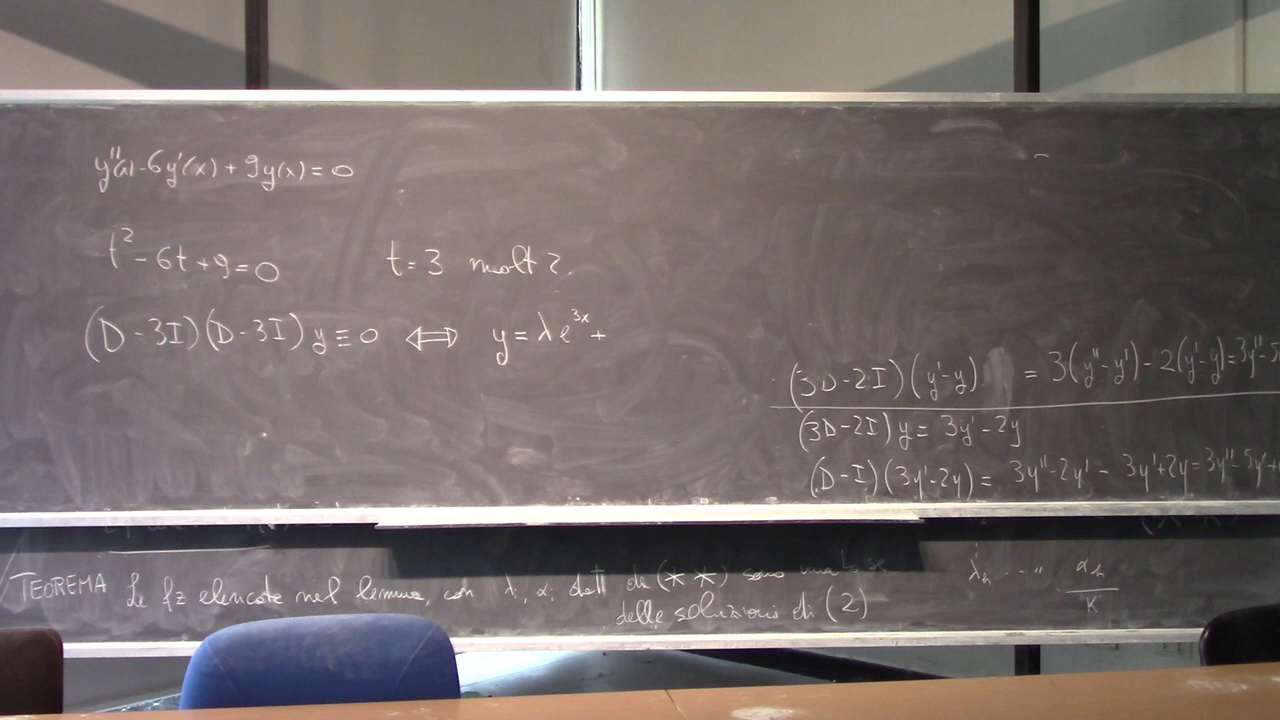 y''(x) - 6y'(x) + 9y(x) = 0
t² - 6t + 9 = 0 t = 3 molt 2.
(D - 3I)(D - 3I) y ≡ 0 ⟺ y = λe^{3x} +
(3D - 2I)(y' - y) = 3(y'' - y') - 2(y' - y) = 3y'' - 5
(3D - 2I) y = 3y' - 2y
(D - I)(3y' - 2y) = 3y'' - 2y' - 3y' + 2y = 3y'' - 5y' +
TEOREMA Le fz elencate nel lemma, con λi αi dati da (**) sono una base
delle soluzioni di (2)
λh ... αh
K